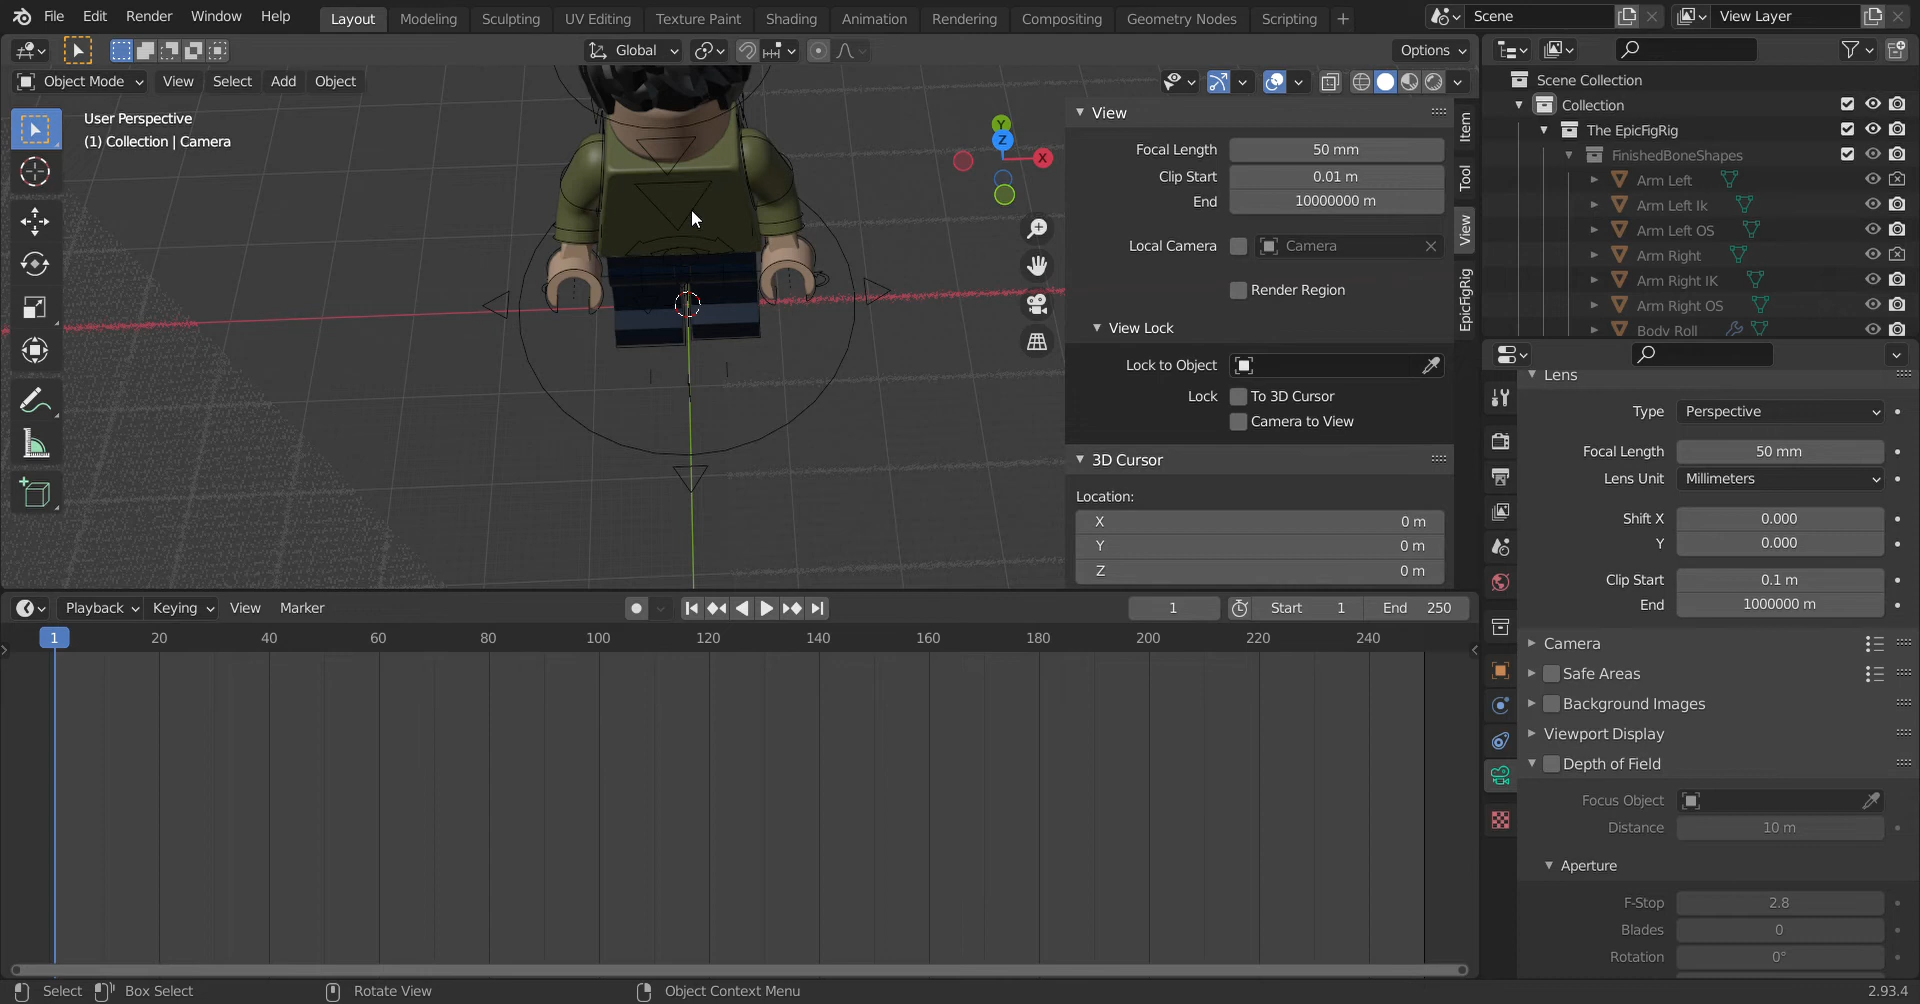 File Edit Render Window Help Layout Modeling Sculpting UV Editing Texture Paint Shading Animation Rendering Compositing Geometry Nodes Scripting + Scene View Layer
Global Options
Object Mode View Select Add Object
User Perspective
(1) Collection | Camera
Y
Z
X
View
Focal Length 50 mm
Clip Start 0.01 m
End 10000000 m
Local Camera Camera
Render Region
View Lock
Lock to Object
Lock To 3D Cursor
Camera to View
3D Cursor
Location:
X 0 m
Y 0 m
Z 0 m
Item
Tool
View
EpicFigRig
Scene Collection
Collection
The EpicFigRig
FinishedBoneShapes
Arm Left
Arm Left Ik
Arm Left OS
Arm Right
Arm Right IK
Arm Right OS
Body Roll
Lens
Type Perspective
Focal Length 50 mm
Lens Unit Millimeters
Shift X 0.000
Y 0.000
Clip Start 0.1 m
End 1000000 m
Camera
Safe Areas
Background Images
Viewport Display
Depth of Field
Focus Object
Distance 10 m
Aperture
F-Stop 2.8
Blades 0
Rotation 0°
Playback Keying View Marker 1 Start 1 End 250
1 20 40 60 80 100 120 140 160 180 200 220 240
Select Box Select Rotate View Object Context Menu 2.93.4